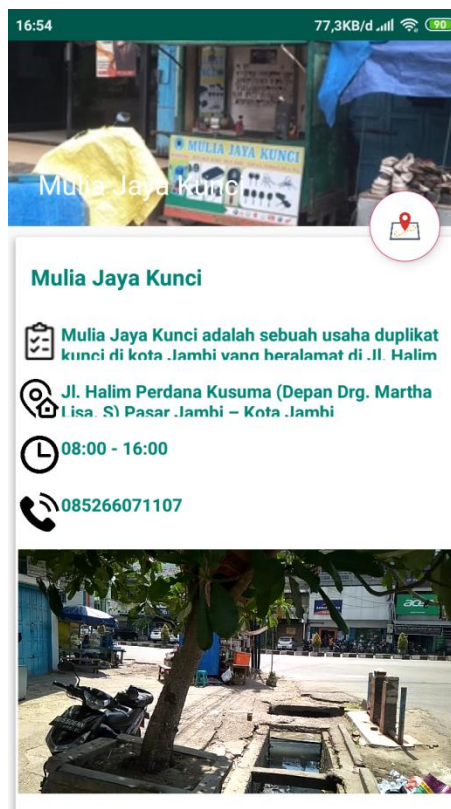 16:54
77,3KB/d
90
MULIA JAYA KUNCI
Mulia Jaya Kunci
Mulia Jaya Kunci
Mulia Jaya Kunci adalah sebuah usaha duplikat
kunci di kota Jambi yang beralamat di Jl. Halim
Jl. Halim Perdana Kusuma (Depan Drg. Martha
Lisa. S) Pasar Jambi – Kota Jambi
08:00 - 16:00
085266071107
acer